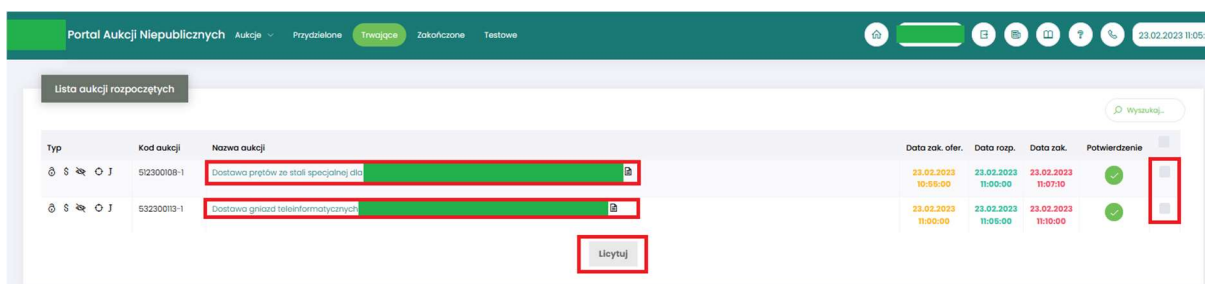 Portal Aukcji Niepublicznych Aukcje Przydzielone Trwające Zakończone Testowe 23.02.2023 11:05:
Lista aukcji rozpoczętych
Wyszukaj...
Typ Kod aukcji Nazwa aukcji Data zak. ofer. Data rozp. Data zak. Potwierdzenie
$ J 512300108-1 Dostawa prętów ze stali specjalnej dla 23.02.2023 10:55:00 23.02.2023 11:00:00 23.02.2023 11:07:10
$ J 532300113-1 Dostawa gniazd teleinformatycznych 23.02.2023 11:00:00 23.02.2023 11:05:00 23.02.2023 11:10:00
Licytuj